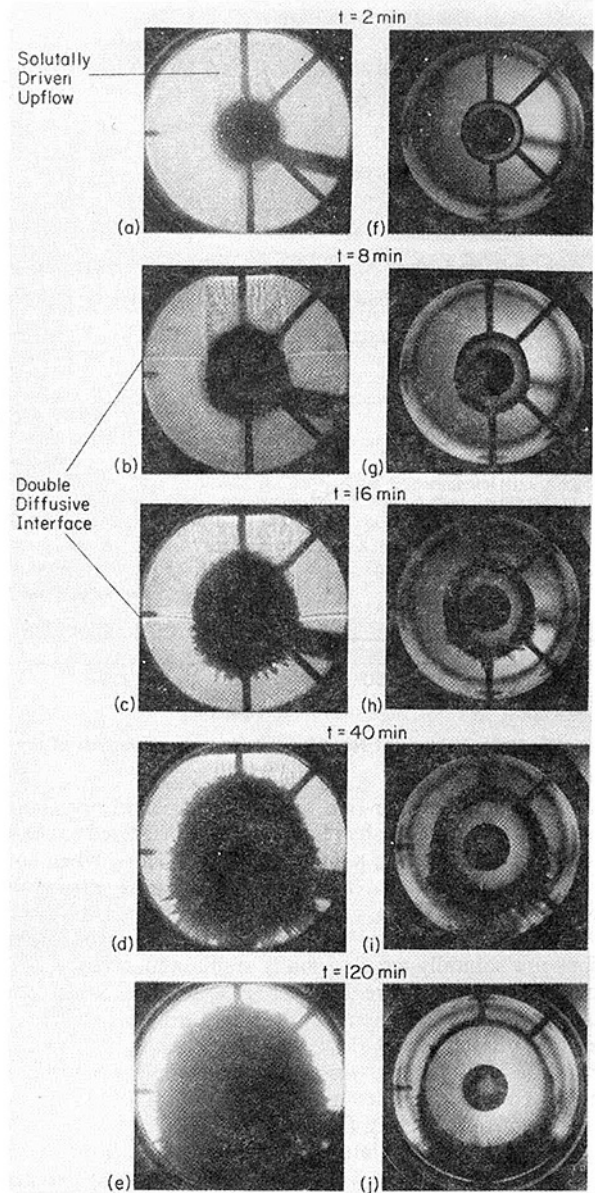 t = 2 min
Solutally
Driven
Upflow
(a)
(f)
t = 8 min
(b)
(g)
Double
Diffusive
Interface
t = 16 min
(c)
(h)
t = 40 min
(d)
(i)
t = 120 min
(e)
(j)